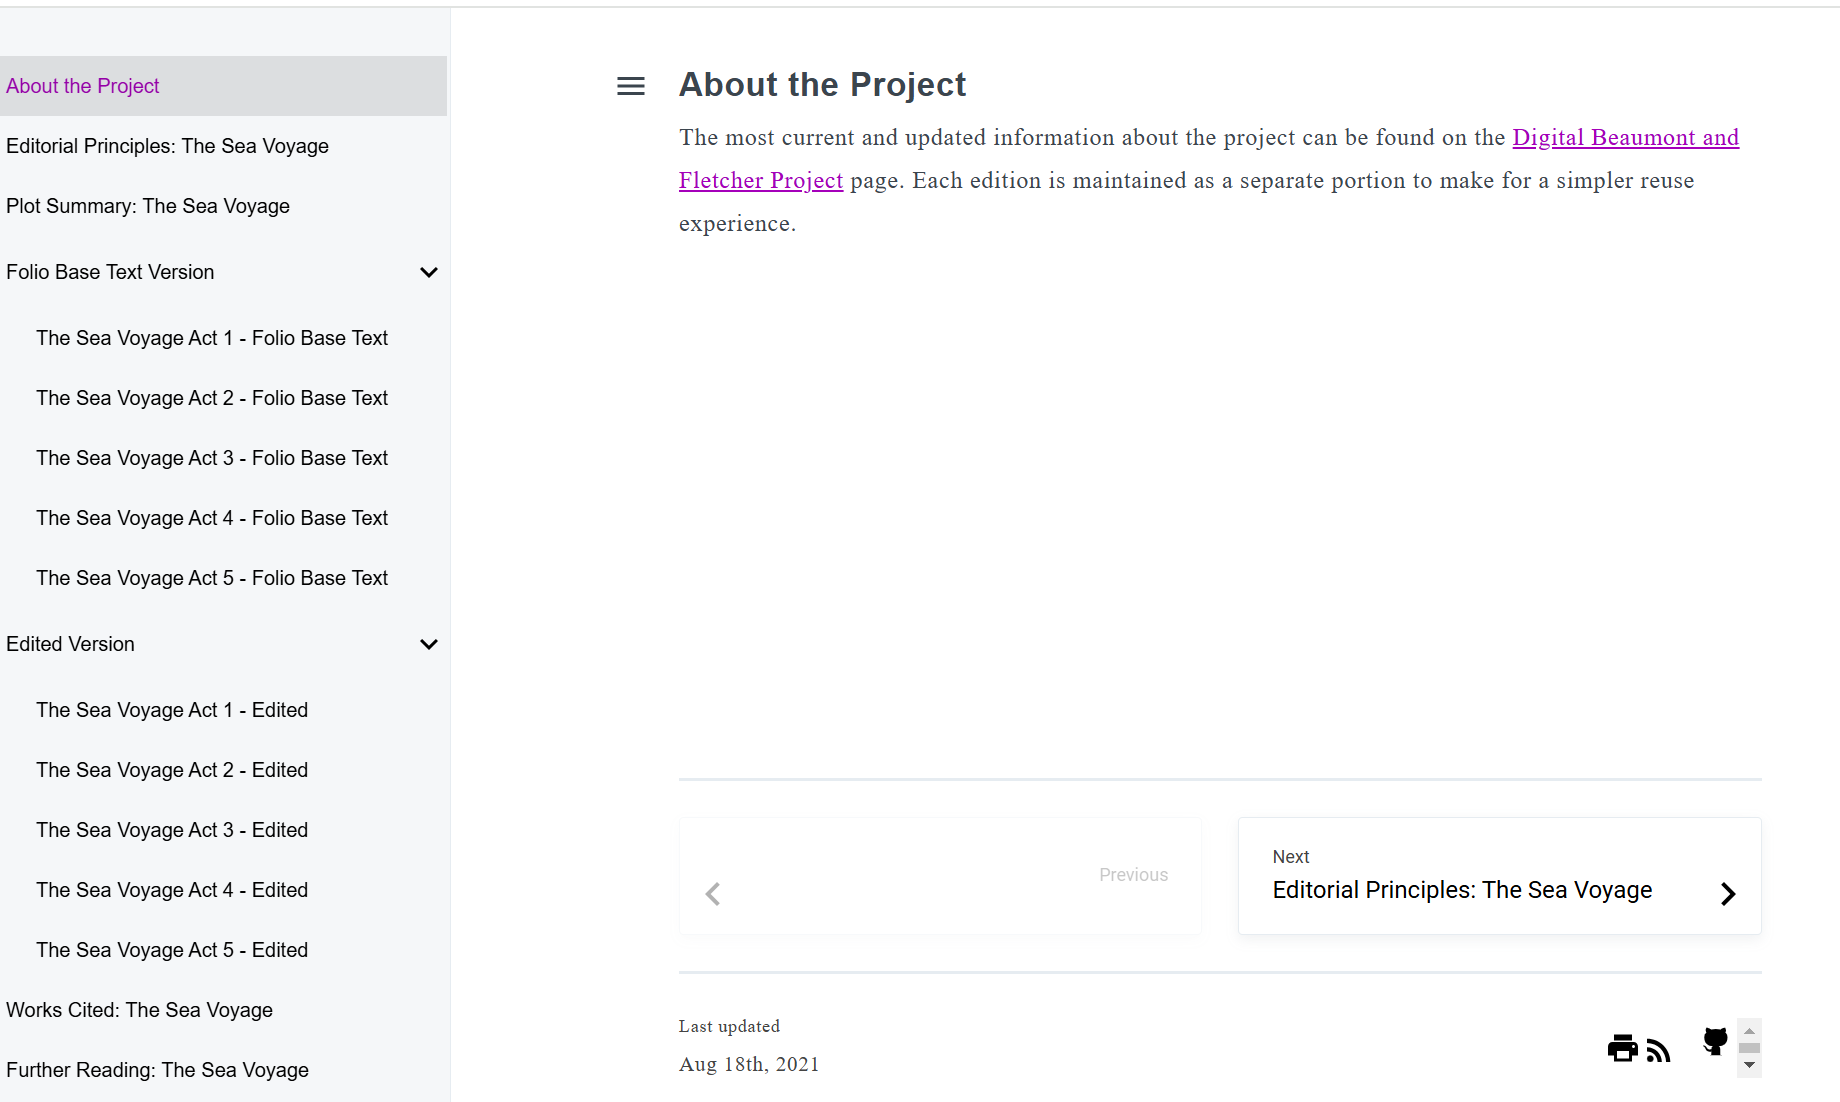 About the Project
Editorial Principles: The Sea Voyage
Plot Summary: The Sea Voyage
Folio Base Text Version
The Sea Voyage Act 1 - Folio Base Text
The Sea Voyage Act 2 - Folio Base Text
The Sea Voyage Act 3 - Folio Base Text
The Sea Voyage Act 4 - Folio Base Text
The Sea Voyage Act 5 - Folio Base Text
Edited Version
The Sea Voyage Act 1 - Edited
The Sea Voyage Act 2 - Edited
The Sea Voyage Act 3 - Edited
The Sea Voyage Act 4 - Edited
The Sea Voyage Act 5 - Edited
Works Cited: The Sea Voyage
Further Reading: The Sea Voyage
About the Project
The most current and updated information about the project can be found on the Digital Beaumont and
Fletcher Project page. Each edition is maintained as a separate portion to make for a simpler reuse
experience.
Previous
Next
Editorial Principles: The Sea Voyage
Last updated
Aug 18th, 2021